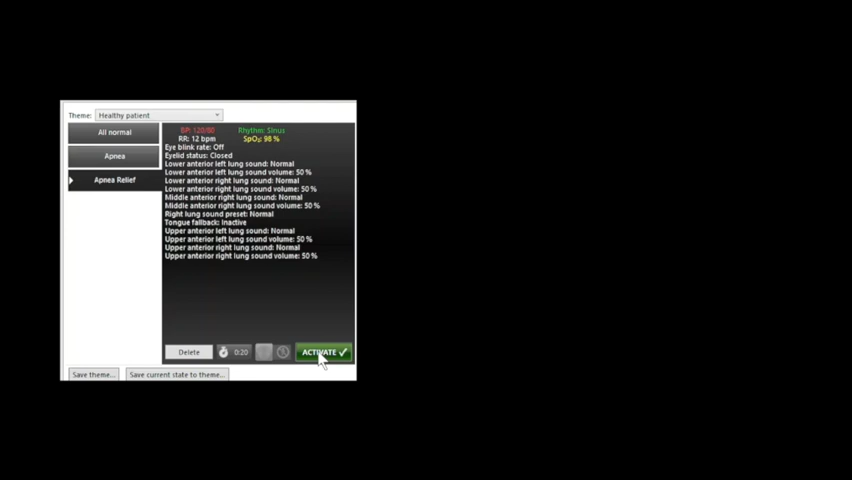 Theme: Healthy patient
All normal
Apnea
Apnea Relief
BP: 120/80 Rhythm: Sinus
RR: 12 bpm SpO₂: 98 %
Eye blink rate: Off
Eyelid status: Closed
Lower anterior left lung sound: Normal
Lower anterior left lung sound volume: 50 %
Lower anterior right lung sound: Normal
Lower anterior right lung sound volume: 50 %
Middle anterior right lung sound: Normal
Middle anterior right lung sound volume: 50 %
Right lung sound preset: Normal
Tongue fallback: Inactive
Upper anterior left lung sound: Normal
Upper anterior left lung sound volume: 50 %
Upper anterior right lung sound: Normal
Upper anterior right lung sound volume: 50 %
Delete 0:20 ACTIVATE
Save theme... Save current state to theme...